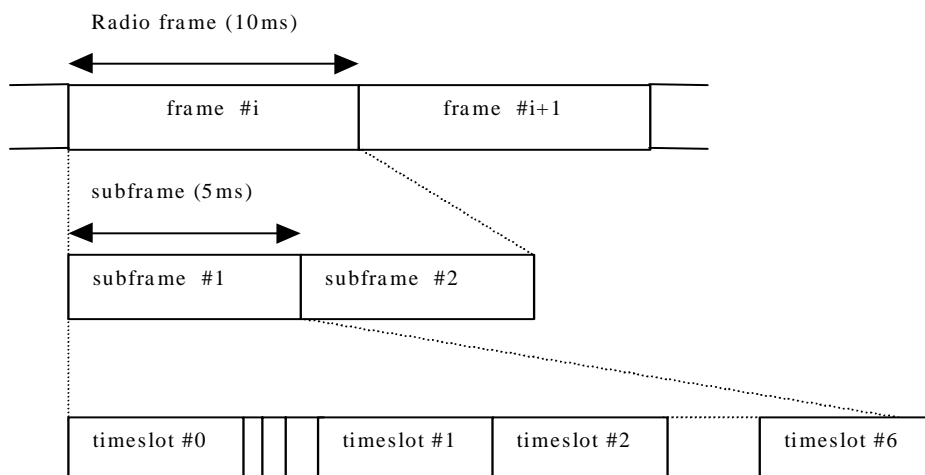 Radio frame (10ms)
frame #i frame #i+1
subframe (5ms)
subframe #1 subframe #2
timeslot #0 timeslot #1 timeslot #2 timeslot #6